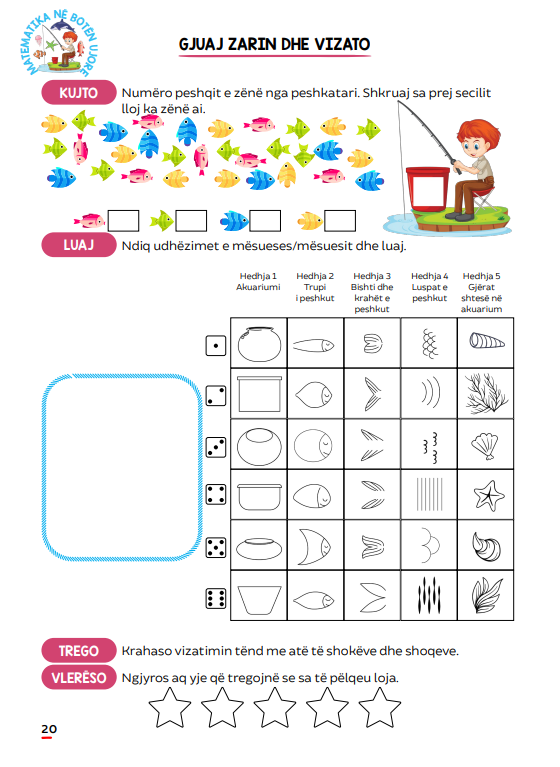 MATEMATIKA NË BOTËN UJORE
GJUAJ ZARIN DHE VIZATO
KUJTO
Numëro peshqit e zënë nga peshkatari. Shkruaj sa prej secilit
lloj ka zënë ai.
LUAJ
Ndiq udhëzimet e mësueses/mësuesit dhe luaj.
Hedhja 1
Akuariumi
Hedhja 2
Trupi
i peshkut
Hedhja 3
Bishti dhe
krahët e
peshkut
Hedhja 4
Luspat e
peshkut
Hedhja 5
Gjërat
shtesë në
akuarium
TREGO
Krahaso vizatimin tënd me atë të shokëve dhe shoqeve.
VLERËSO
Ngjyros aq yje që tregojnë se sa të pëlqeu loja.
20